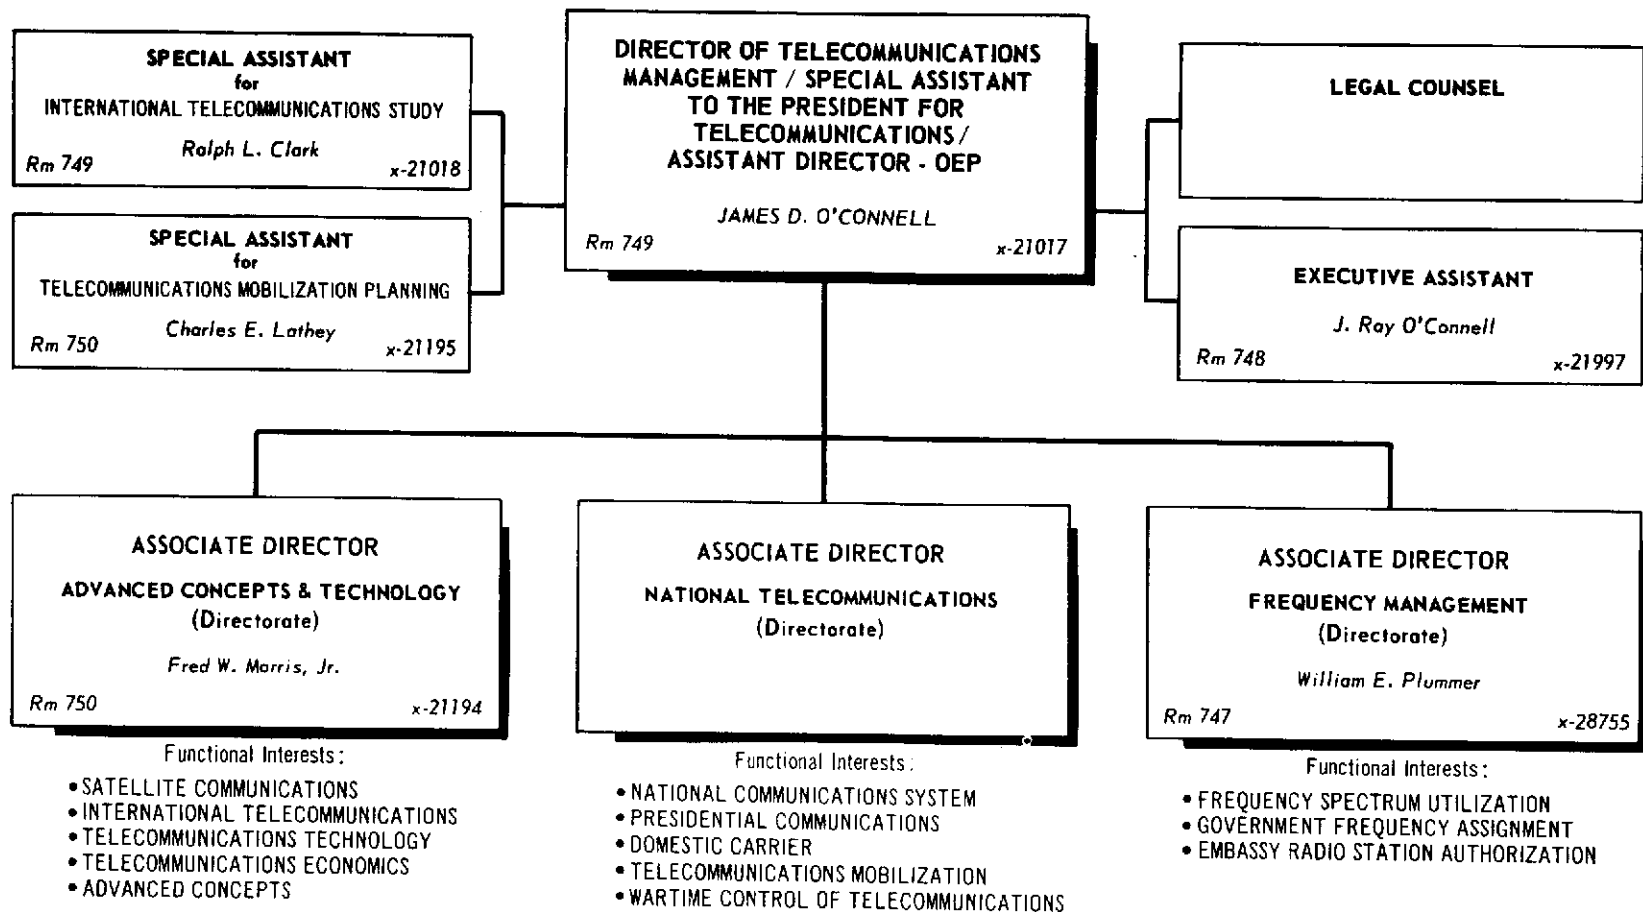 SPECIAL ASSISTANT
for
INTERNATIONAL TELECOMMUNICATIONS STUDY
Ralph L. Clark
Rm 749 x-21018
SPECIAL ASSISTANT
for
TELECOMMUNICATIONS MOBILIZATION PLANNING
Charles E. Lathey
Rm 750 x-21195
DIRECTOR OF TELECOMMUNICATIONS
MANAGEMENT / SPECIAL ASSISTANT
TO THE PRESIDENT FOR
TELECOMMUNICATIONS /
ASSISTANT DIRECTOR - OEP
JAMES D. O'CONNELL
Rm 749 x-21017
LEGAL COUNSEL
EXECUTIVE ASSISTANT
J. Ray O'Connell
Rm 748 x-21997
ASSOCIATE DIRECTOR
ADVANCED CONCEPTS & TECHNOLOGY
(Directorate)
Fred W. Morris, Jr.
Rm 750 x-21194
Functional Interests:
• SATELLITE COMMUNICATIONS
• INTERNATIONAL TELECOMMUNICATIONS
• TELECOMMUNICATIONS TECHNOLOGY
• TELECOMMUNICATIONS ECONOMICS
• ADVANCED CONCEPTS
ASSOCIATE DIRECTOR
NATIONAL TELECOMMUNICATIONS
(Directorate)
Functional Interests:
• NATIONAL COMMUNICATIONS SYSTEM
• PRESIDENTIAL COMMUNICATIONS
• DOMESTIC CARRIER
• TELECOMMUNICATIONS MOBILIZATION
• WARTIME CONTROL OF TELECOMMUNICATIONS
ASSOCIATE DIRECTOR
FREQUENCY MANAGEMENT
(Directorate)
William E. Plummer
Rm 747 x-28755
Functional Interests:
• FREQUENCY SPECTRUM UTILIZATION
• GOVERNMENT FREQUENCY ASSIGNMENT
• EMBASSY RADIO STATION AUTHORIZATION